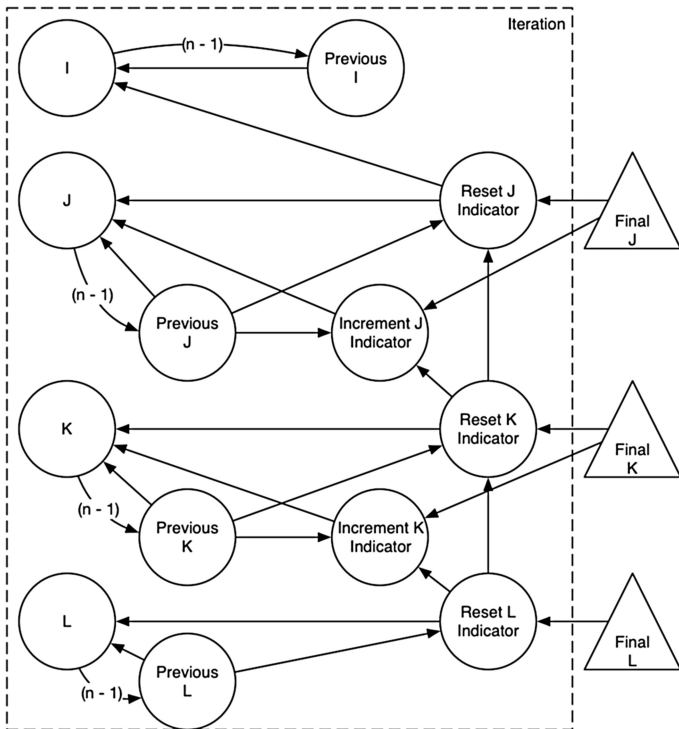 Iteration
I
(n - 1)
Previous
I
J
Reset J
Indicator
Final
J
(n - 1)
Previous
J
Increment J
Indicator
K
Reset K
Indicator
Final
K
(n - 1)
Previous
K
Increment K
Indicator
L
Reset L
Indicator
Final
L
(n - 1)
Previous
L